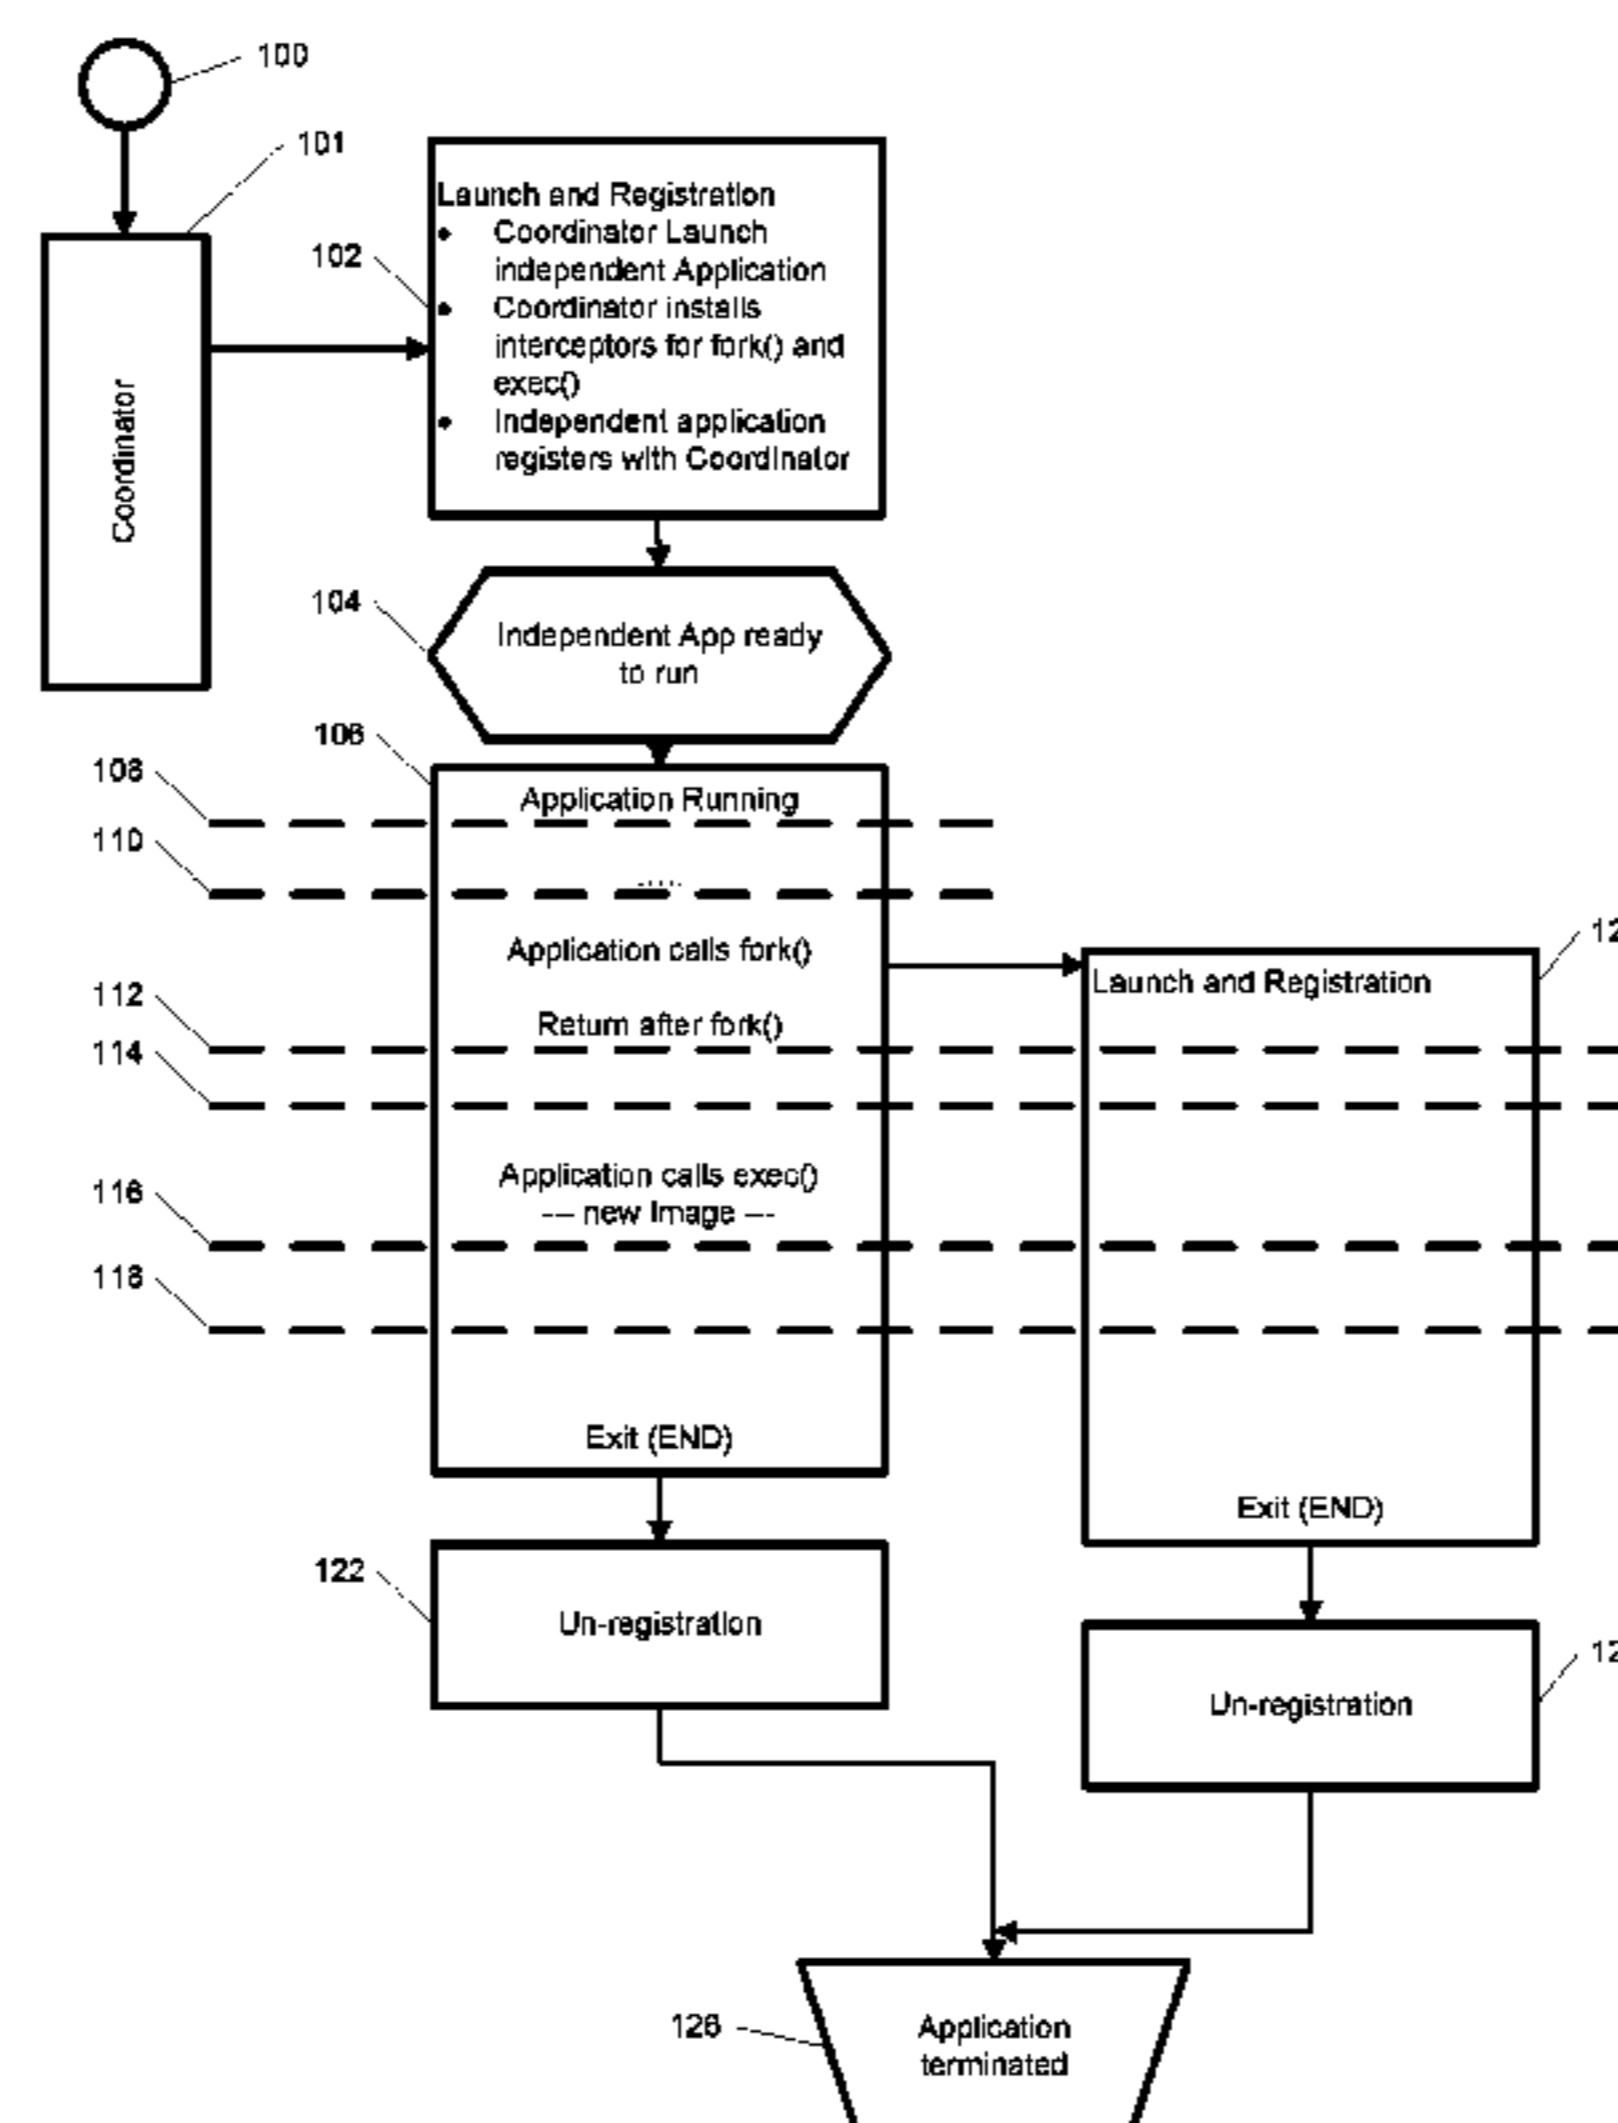 100
101
Coordinator
102
Launch and Registration
• Coordinator Launch
independent Application
• Coordinator installs
interceptors for fork() and
exec()
• Independent application
registers with Coordinator
104
Independent App ready
to run
106
108
Application Running
110
.....
Application calls fork()
Launch and Registration
112
Return after fork()
114
Application calls exec()
116
--- new Image ---
118
Exit (END)
Exit (END)
122
Un-registration
Un-registration
126
Application
terminated